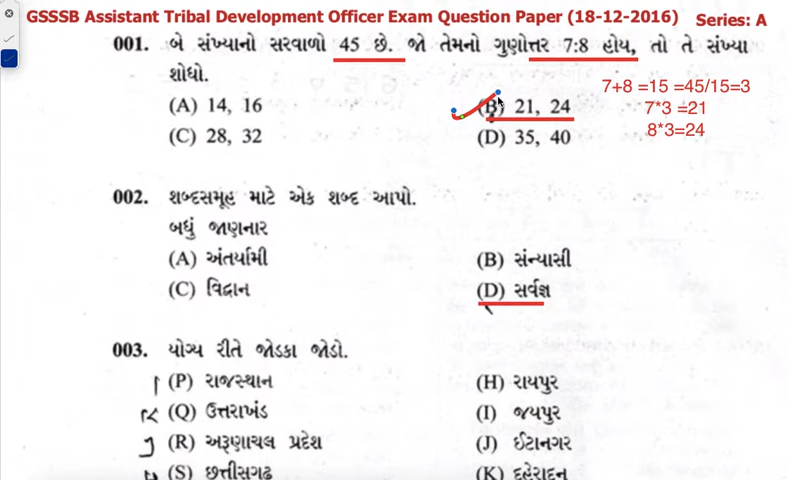 GSSSB Assistant Tribal Development Officer Exam Question Paper (18-12-2016) Series: A
001. બે સંખ્યાનો સરવાળો 45 છે. જો તેમનો ગુણોત્તર 7:8 હોય, તો તે સંખ્યા
શોધો.
7+8 =15 =45/15=3
(A) 14, 16 (B) 21, 24
7*3 =21
8*3=24
(C) 28, 32 (D) 35, 40
002. શબ્દસમૂહ માટે એક શબ્દ આપો.
બધું જાણનાર
(A) અંતર્યામી (B) સંન્યાસી
(C) વિદ્વાન (D) સર્વજ્ઞ
003. યોગ્ય રીતે જોડકા જોડો.
(P) રાજસ્થાન (H) રાયપુર
(Q) ઉત્તરાખંડ (I) જયપુર
(R) અરૂણાચલ પ્રદેશ (J) ઈટાનગર
(S) છત્તીસગઢ (K) દહેરાદૂન